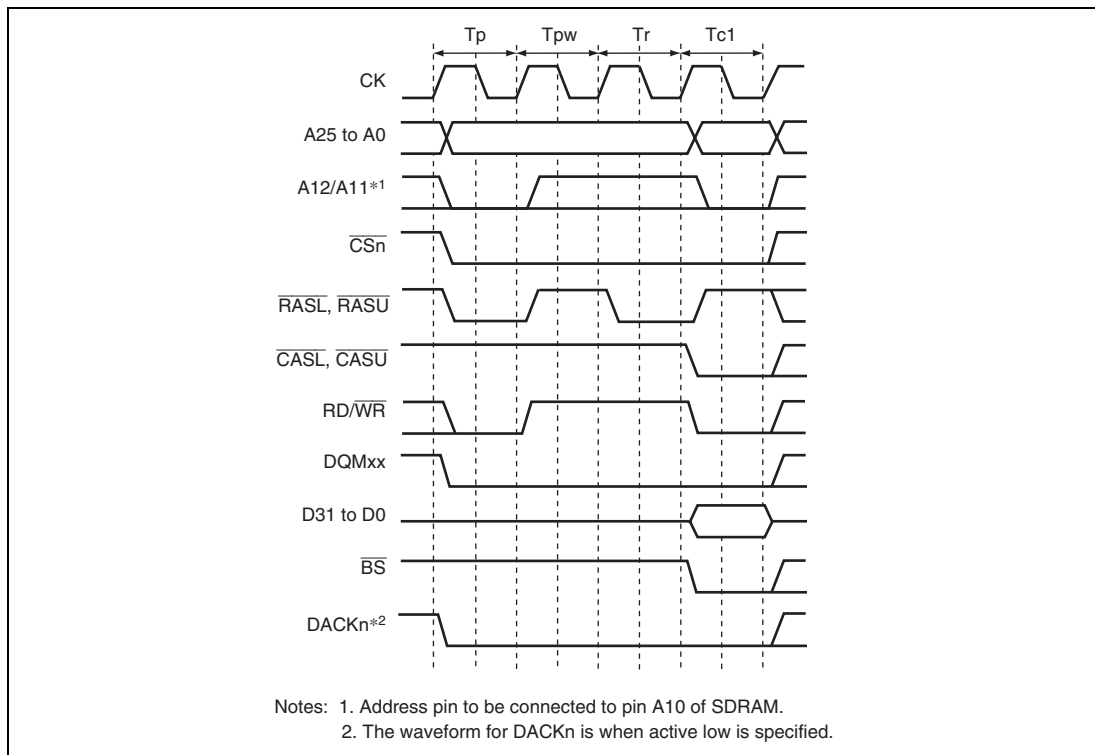 Tp Tpw Tr Tc1
CK
A25 to A0
A12/A11*1
CSn
RASL, RASU
CASL, CASU
RD/WR
DQMxx
D31 to D0
BS
DACKn*2
Notes: 1. Address pin to be connected to pin A10 of SDRAM.
2. The waveform for DACKn is when active low is specified.